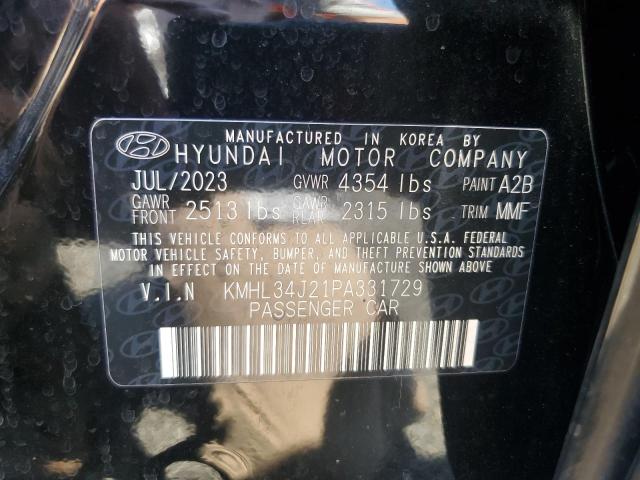 MANUFACTURED IN KOREA BY
HYUNDAI MOTOR COMPANY
JUL/2023 GVWR 4354 lbs PAINT A2B
GAWR FRONT 2513 lbs GAWR REAR 2315 lbs TRIM MMF
THIS VEHICLE CONFORMS TO ALL APPLICABLE U.S.A. FEDERAL
MOTOR VEHICLE SAFETY, BUMPER, AND THEFT PREVENTION STANDARDS
IN EFFECT ON THE DATE OF MANUFACTURE SHOWN ABOVE
V.I.N KMHL34J21PA331729
PASSENGER CAR